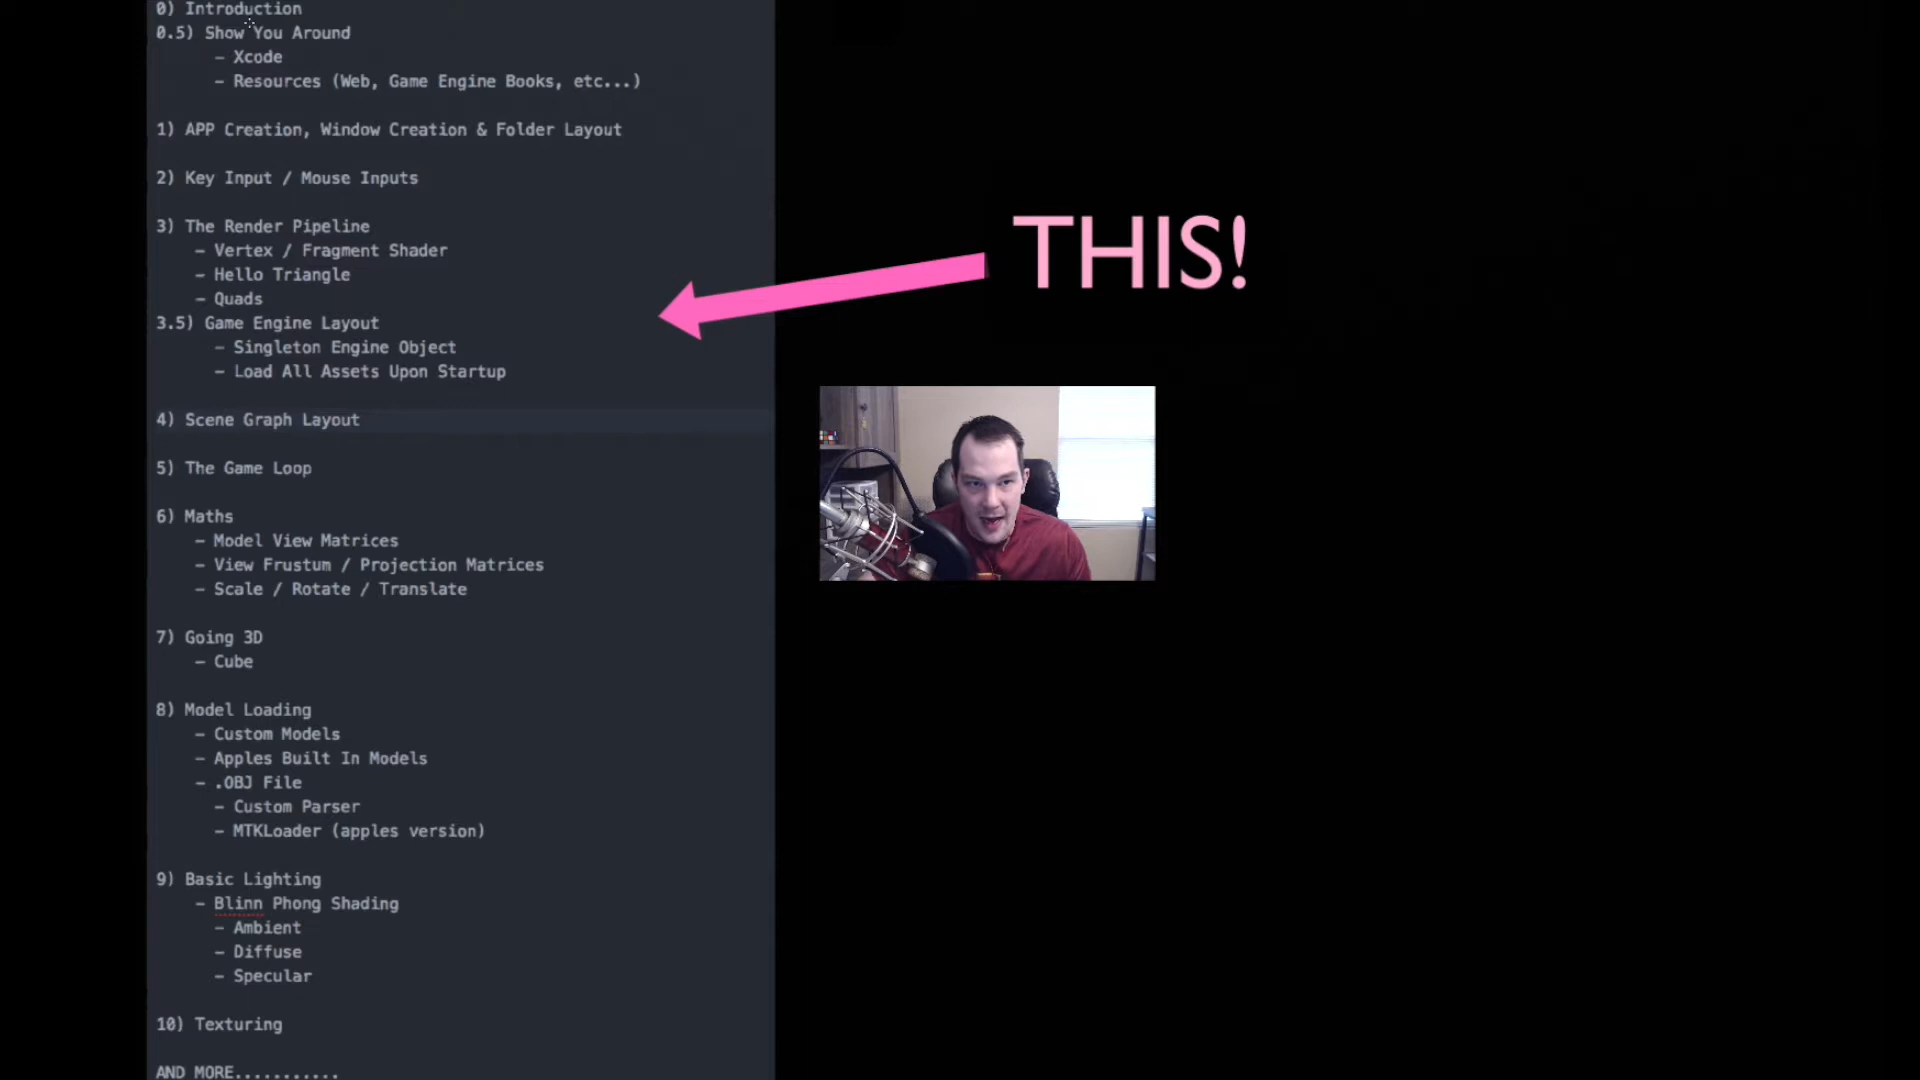 0) Introduction
0.5) Show You Around
- Xcode
- Resources (Web, Game Engine Books, etc...)
1) APP Creation, Window Creation & Folder Layout
2) Key Input / Mouse Inputs
3) The Render Pipeline
- Vertex / Fragment Shader
- Hello Triangle
- Quads
3.5) Game Engine Layout
- Singleton Engine Object
- Load All Assets Upon Startup
4) Scene Graph Layout
5) The Game Loop
6) Maths
- Model View Matrices
- View Frustum / Projection Matrices
- Scale / Rotate / Translate
7) Going 3D
- Cube
8) Model Loading
- Custom Models
- Apples Built In Models
- .OBJ File
- Custom Parser
- MTKLoader (apples version)
9) Basic Lighting
- Blinn Phong Shading
- Ambient
- Diffuse
- Specular
10) Texturing
AND MORE...........
THIS!